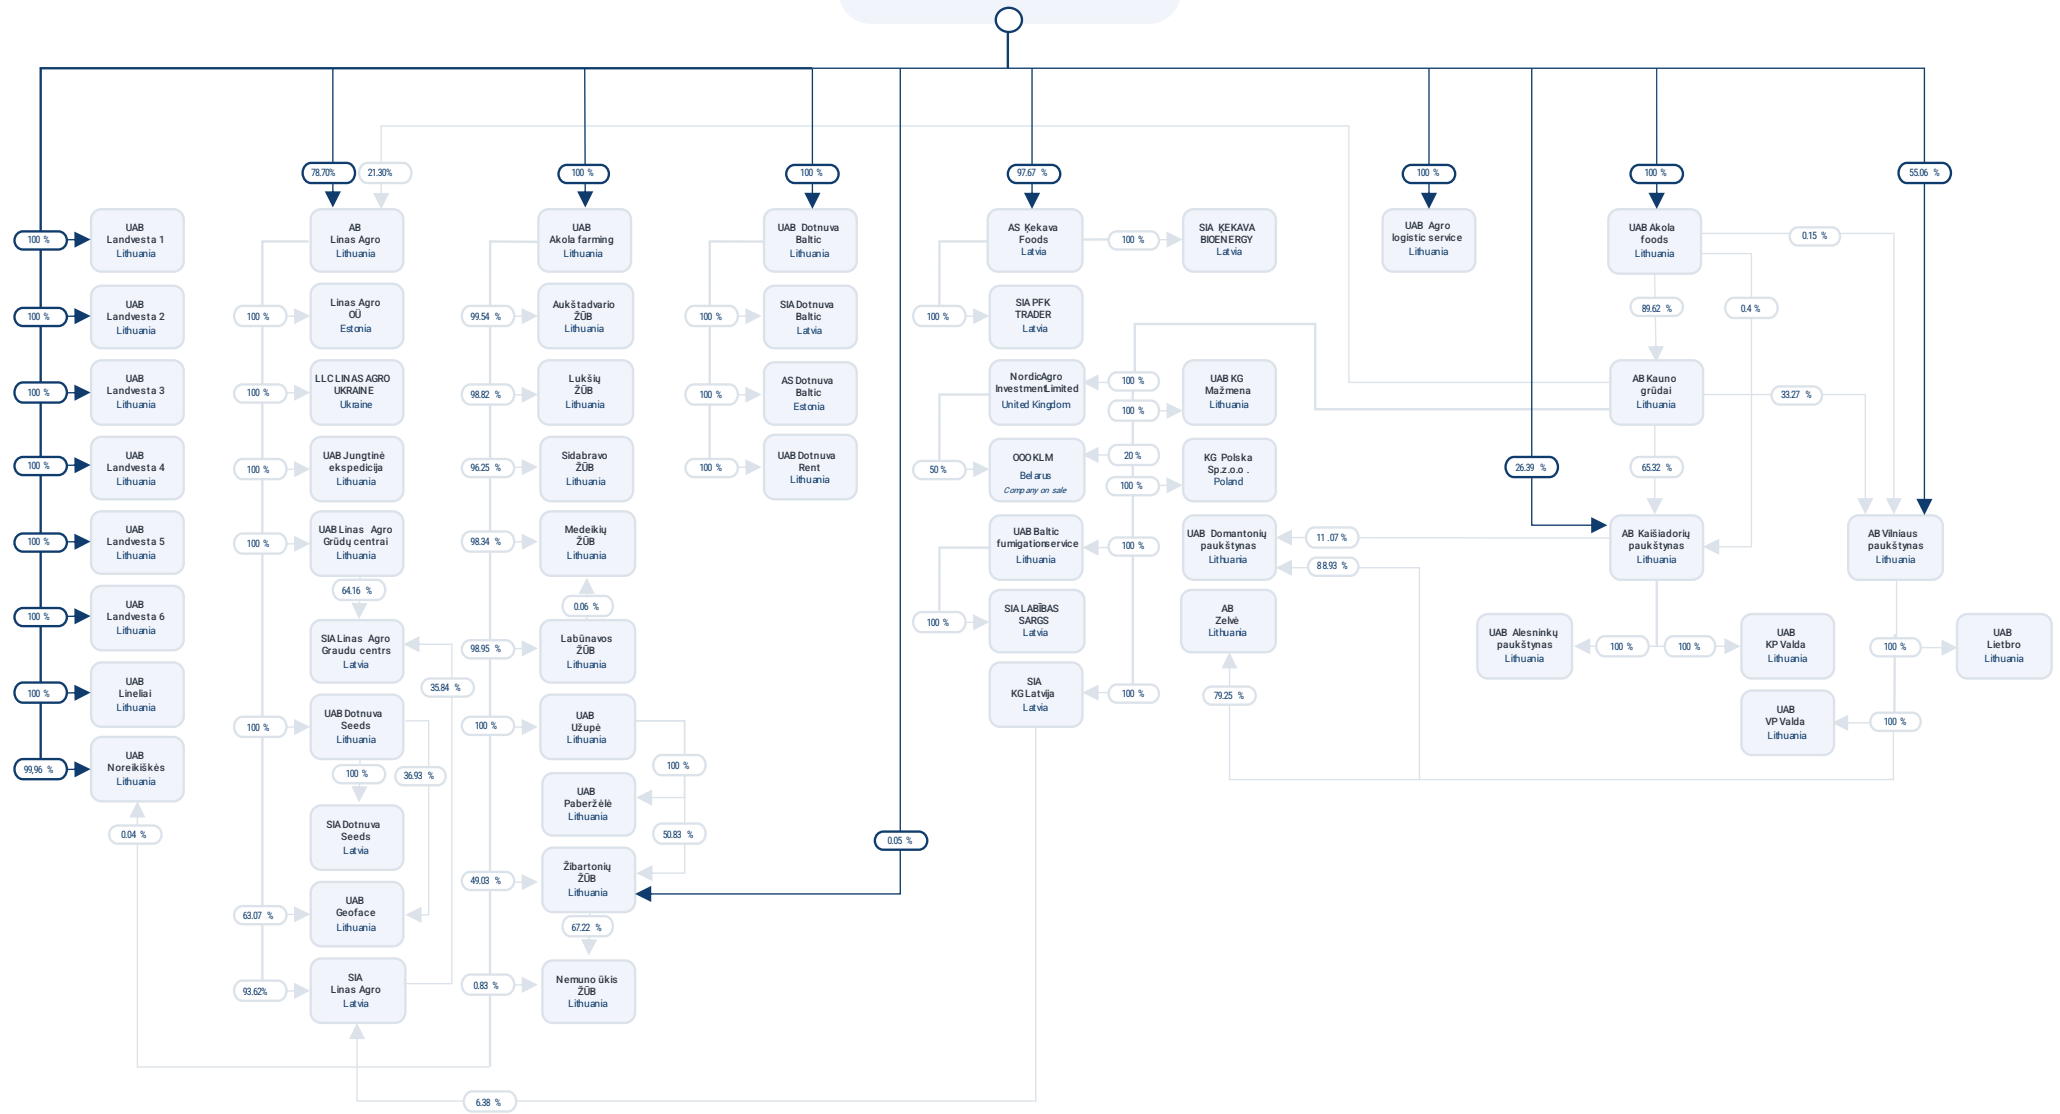 78.70%
21.30%
100 %
100 %
97.67 %
100 %
100 %
55.06 %
100 %
UAB
Landvesta 1
Lithuania
100 %
UAB
Landvesta 2
Lithuania
100 %
UAB
Landvesta 3
Lithuania
100 %
UAB
Landvesta 4
Lithuania
100 %
UAB
Landvesta 5
Lithuania
100 %
UAB
Landvesta 6
Lithuania
100 %
UAB
Lineliai
Lithuania
99,96 %
UAB
Noreikiškės
Lithuania
0.04 %
AB
Linas Agro
Lithuania
100 %
Linas Agro
OÜ
Estonia
100 %
LLC LINAS AGRO
UKRAINE
Ukraine
100 %
UAB Jungtinė
ekspedicija
Lithuania
100 %
UAB Linas Agro
Grūdų centrai
Lithuania
64.16 %
SIA Linas Agro
Graudu centrs
Latvia
35.84 %
100 %
UAB Dotnuva
Seeds
Lithuania
100 %
36.93 %
SIA Dotnuva
Seeds
Latvia
63.07 %
UAB
Geoface
Lithuania
93.62%
SIA
Linas Agro
Latvia
6.38 %
UAB
Akola farming
Lithuania
99.54 %
Aukštadvario
ŽŪB
Lithuania
98.82 %
Lukšių
ŽŪB
Lithuania
96.25 %
Sidabravo
ŽŪB
Lithuania
98.34 %
Medeikių
ŽŪB
Lithuania
0.06 %
98.95 %
Labūnavos
ŽŪB
Lithuania
100 %
UAB
Užupė
Lithuania
100 %
UAB
Paberžėlė
Lithuania
50.83 %
49.03 %
Žibartonių
ŽŪB
Lithuania
0.05 %
67.22 %
0.83 %
Nemuno ūkis
ŽŪB
Lithuania
UAB Dotnuva
Baltic
Lithuania
100 %
SIA Dotnuva
Baltic
Latvia
100 %
AS Dotnuva
Baltic
Estonia
100 %
UAB Dotnuva
Rent
Lithuania
AS Ķekava
Foods
Latvia
100 %
SIA ĶEKAVA
BIOENERGY
Latvia
100 %
SIA PFK
TRADER
Latvia
NordicAgro
InvestmentLimited
United Kingdom
100 %
100 %
UAB KG
Mažmena
Lithuania
50 %
OOO KLM
Belarus
Company on sale
20 %
100 %
KG Polska
Sp.z.o.o .
Poland
UAB Baltic
fumigationservice
Lithuania
100 %
100 %
SIA LABĪBAS
SARGS
Latvia
SIA
KG Latvija
Latvia
100 %
UAB Domantonių
paukštynas
Lithuania
11 .07 %
88.93 %
AB
Zelvė
Lithuania
79.25 %
UAB Agro
logistic service
Lithuania
UAB Akola
foods
Lithuania
0.15 %
89.62 %
0.4 %
AB Kauno
grūdai
Lithuania
33.27 %
26.39 %
65.32 %
AB Kaišiadorių
paukštynas
Lithuania
AB Vilniaus
paukštynas
Lithuania
UAB Alesninkų
paukštynas
Lithuania
100 %
100 %
UAB
KP Valda
Lithuania
100 %
UAB
Lietbro
Lithuania
UAB
VP Valda
Lithuania
100 %